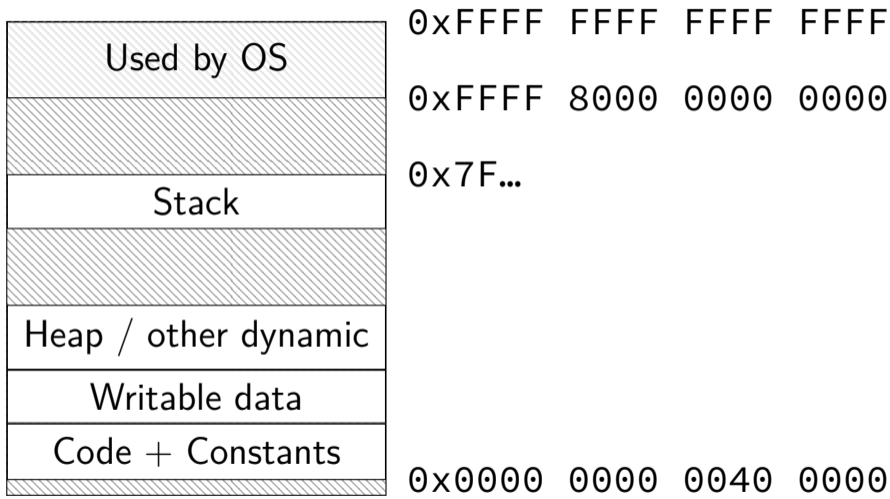 0xFFFF FFFF FFFF FFFF
Used by OS
0xFFFF 8000 0000 0000
0x7F…
Stack
Heap / other dynamic
Writable data
Code + Constants
0x0000 0000 0040 0000